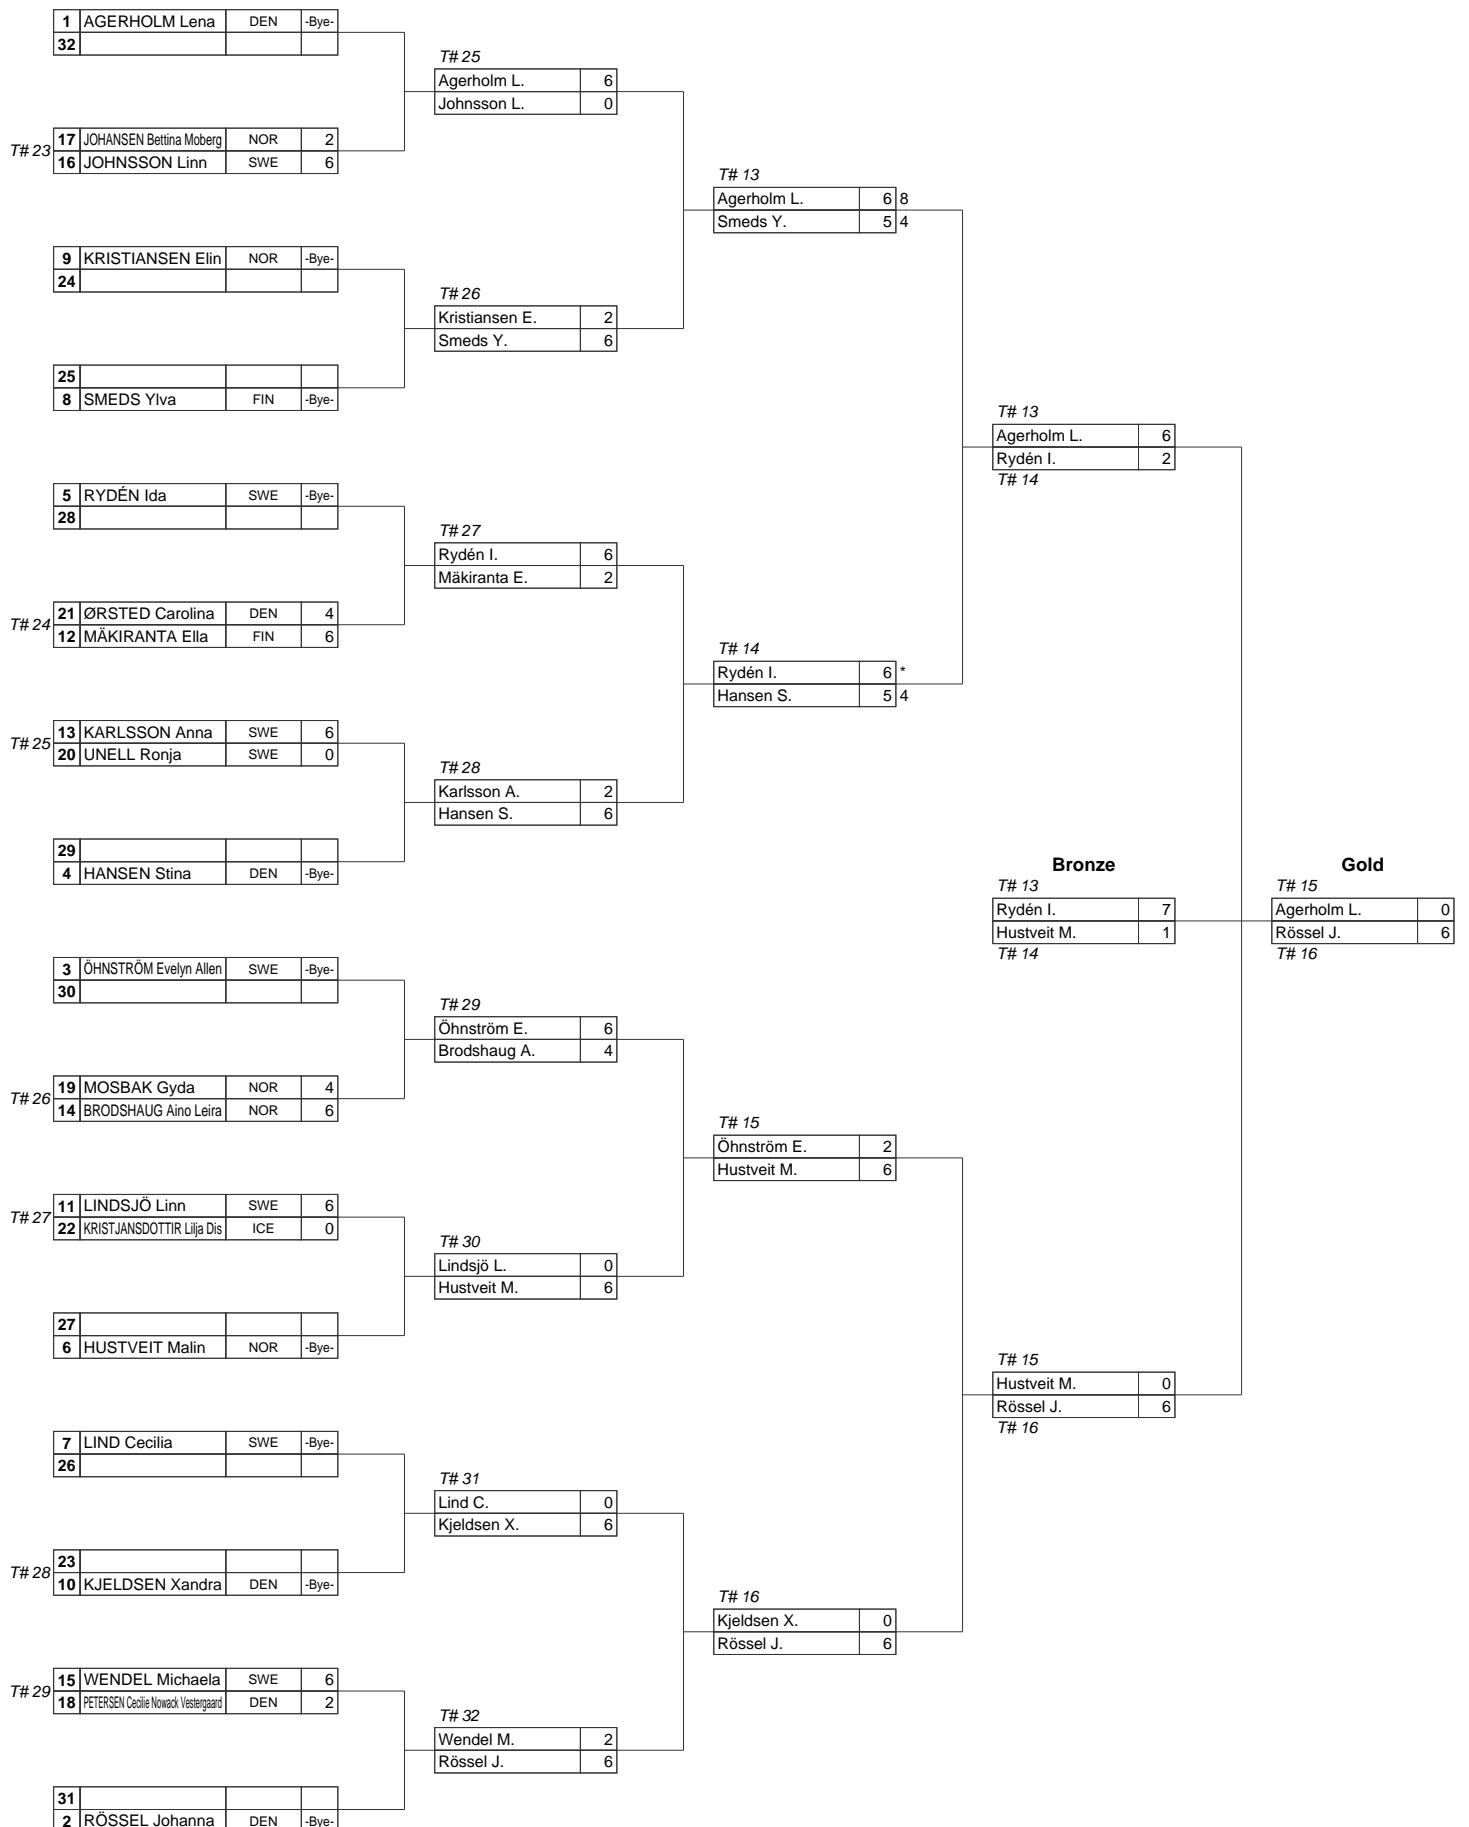 1 AGERHOLM Lena DEN -Bye-
32
T# 25
Agerholm L. 6
Johnsson L. 0
T# 23
17 JOHANSEN Bettina Moberg NOR 2
16 JOHNSSON Linn SWE 6
T# 13
Agerholm L. 6 8
Smeds Y. 5 4
9 KRISTIANSEN Elin NOR -Bye-
24
T# 26
Kristiansen E. 2
Smeds Y. 6
25
8 SMEDS Ylva FIN -Bye-
T# 13
Agerholm L. 6
Rydén I. 2
T# 14
5 RYDÉN Ida SWE -Bye-
28
T# 27
Rydén I. 6
Mäkiranta E. 2
T# 24
21 ØRSTED Carolina DEN 4
12 MÄKIRANTA Ella FIN 6
T# 14
Rydén I. 6 *
Hansen S. 5 4
T# 25
13 KARLSSON Anna SWE 6
20 UNELL Ronja SWE 0
T# 28
Karlsson A. 2
Hansen S. 6
29
4 HANSEN Stina DEN -Bye-
Bronze
T# 13
Rydén I. 7
Hustveit M. 1
T# 14
Gold
T# 15
Agerholm L. 0
Rössel J. 6
T# 16
3 ÖHNSTRÖM Evelyn Allen SWE -Bye-
30
T# 29
Öhnström E. 6
Brodshaug A. 4
T# 26
19 MOSBAK Gyda NOR 4
14 BRODSHAUG Aino Leira NOR 6
T# 15
Öhnström E. 2
Hustveit M. 6
T# 27
11 LINDSJÖ Linn SWE 6
22 KRISTJANSDOTTIR Lilja Dis ICE 0
T# 30
Lindsjö L. 0
Hustveit M. 6
27
6 HUSTVEIT Malin NOR -Bye-
T# 15
Hustveit M. 0
Rössel J. 6
T# 16
7 LIND Cecilia SWE -Bye-
26
T# 31
Lind C. 0
Kjeldsen X. 6
T# 28
23
10 KJELDSEN Xandra DEN -Bye-
T# 16
Kjeldsen X. 0
Rössel J. 6
T# 29
15 WENDEL Michaela SWE 6
18 PETERSEN Cecilie Nowack Vestergaard DEN 2
T# 32
Wendel M. 2
Rössel J. 6
31
2 RÖSSEL Johanna DEN -Bye-